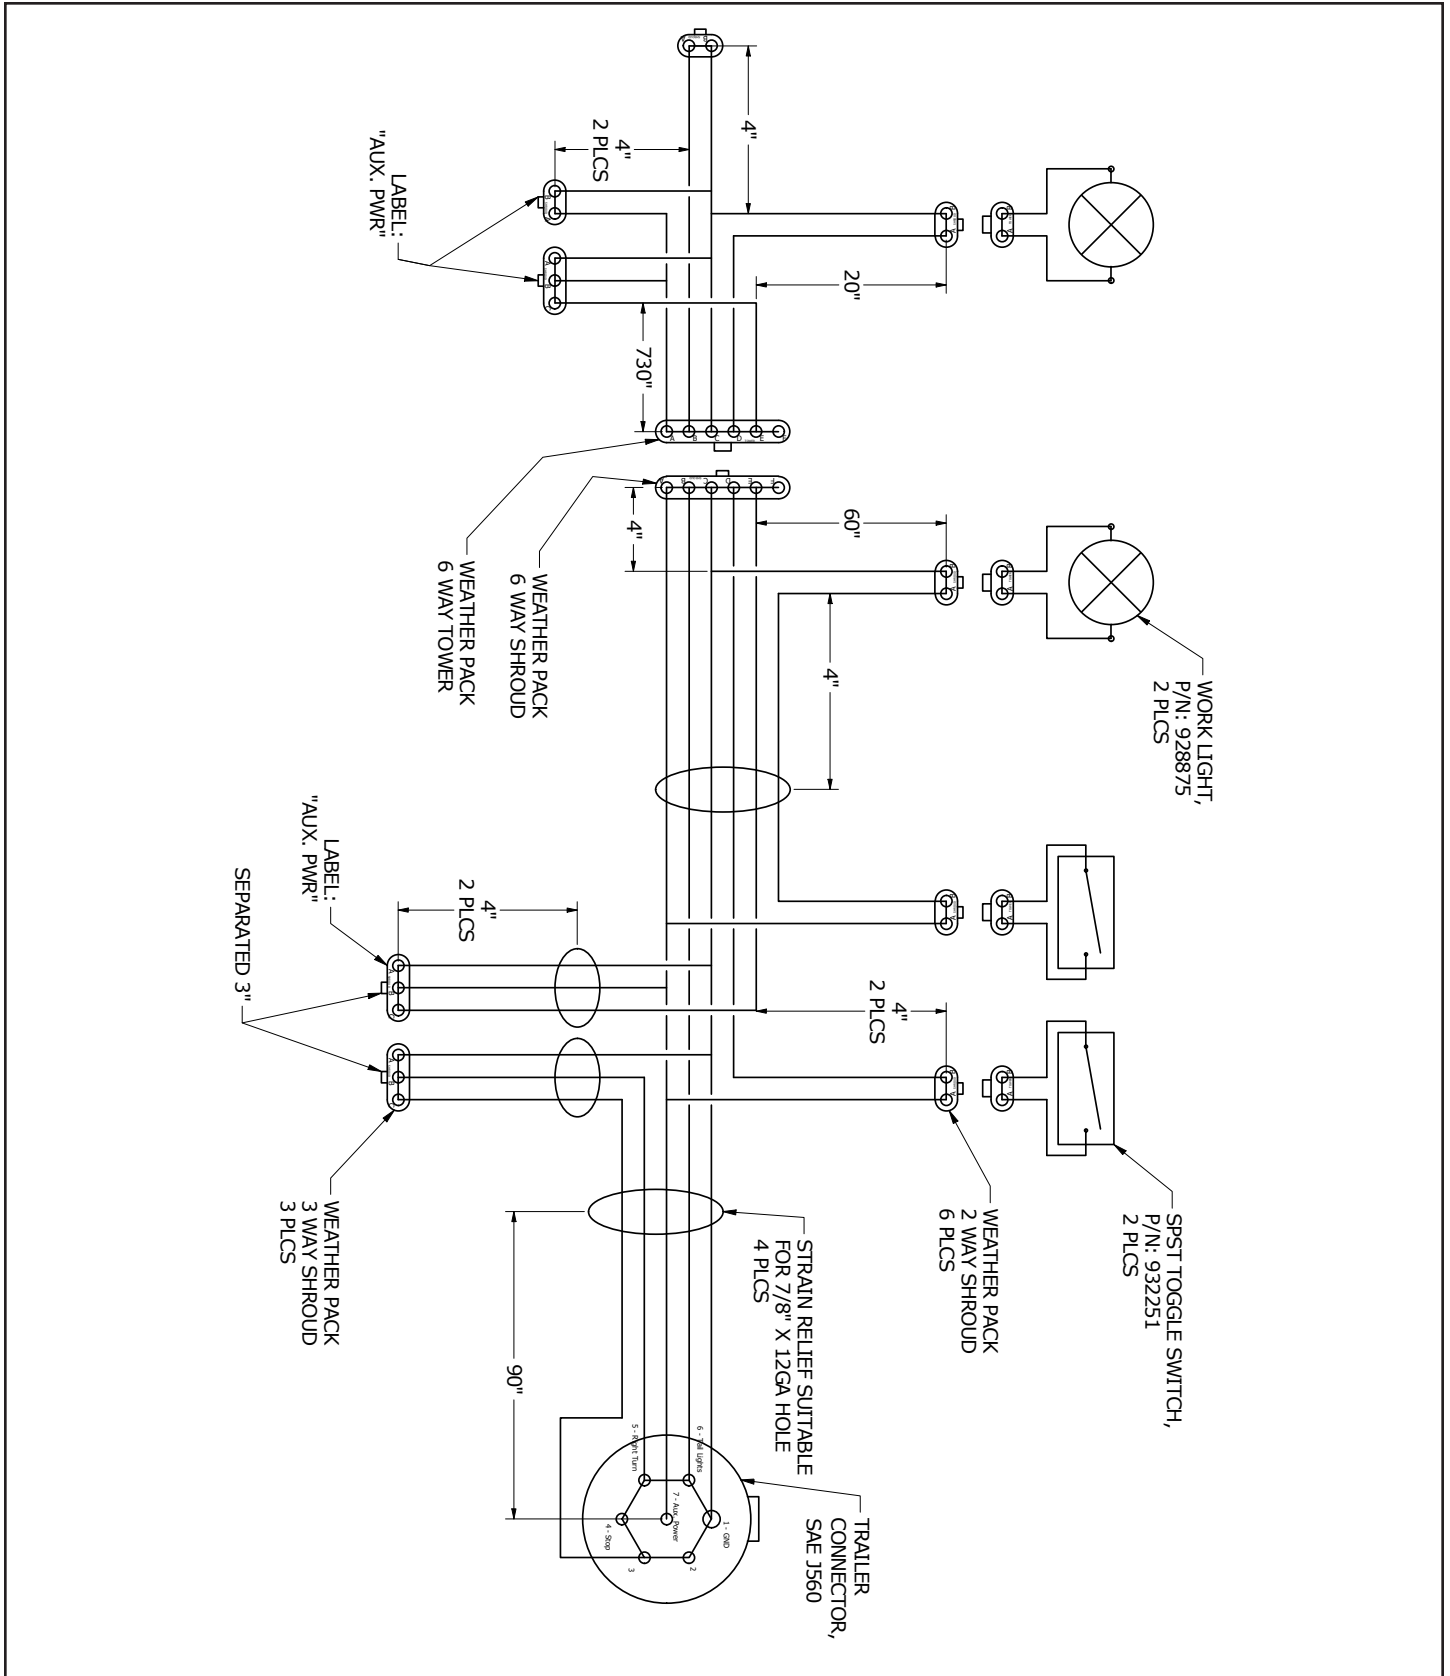 WORK LIGHT,
P/N: 928875
2 PLCS
SPST TOGGLE SWITCH,
P/N: 932251
2 PLCS
B A
B A
B A
B A
WEATHER PACK
2 WAY SHROUD
6 PLCS
B A
B A
B A
B A
20"
60"
4"
2 PLCS
4"
4"
TRAILER
CONNECTOR,
SAE J560
STRAIN RELIEF SUITABLE
FOR 7/8" X 12GA HOLE
4 PLCS
1 - GND
2
3
4 - Stop
5 - Right Turn
6 - Tail Lights
7 - Aux. Power
A B
A B C D E F
A B C D E F
730"
4"
4"
2 PLCS
B A
A B C
WEATHER PACK
6 WAY SHROUD
WEATHER PACK
6 WAY TOWER
90"
4"
2 PLCS
A B C
A B C
LABEL:
"AUX. PWR"
LABEL:
"AUX. PWR"
SEPARATED 3"
WEATHER PACK
3 WAY SHROUD
3 PLCS